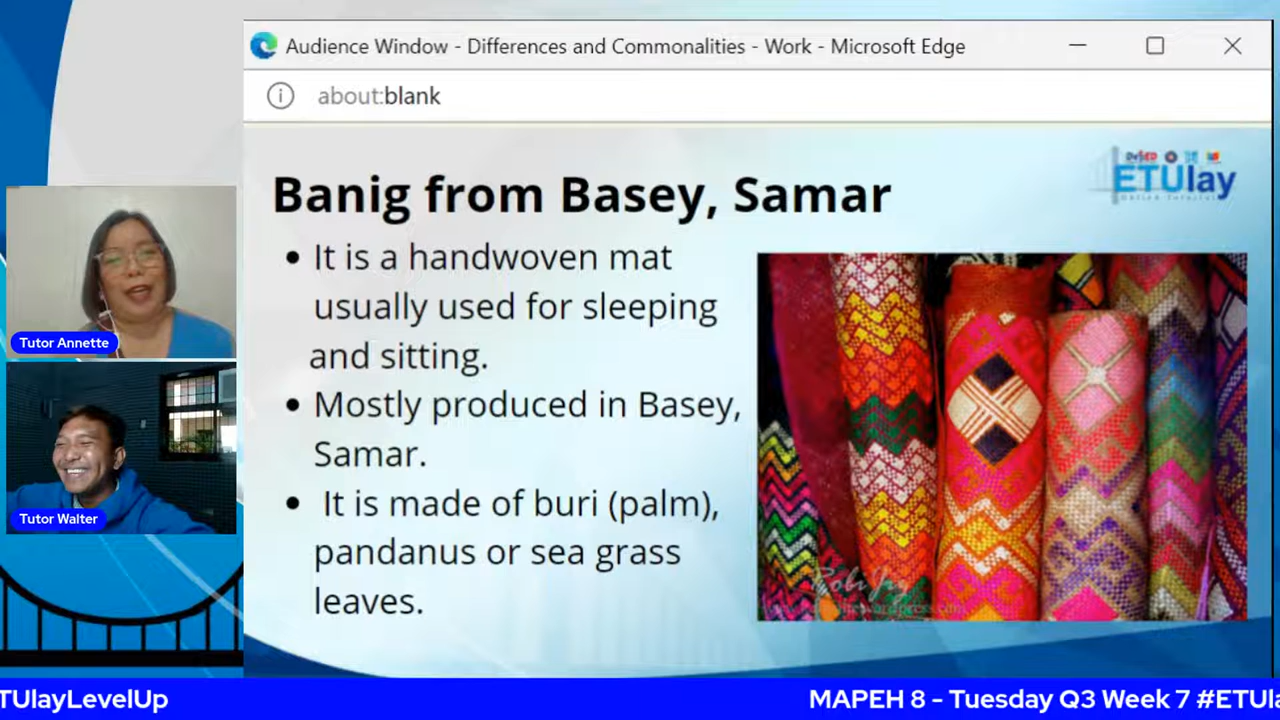 Audience Window - Differences and Commonalities - Work - Microsoft Edge
about:blank
DepED
ETUlay
Banig from Basey, Samar
• It is a handwoven mat
usually used for sleeping
and sitting.
• Mostly produced in Basey,
Samar.
• It is made of buri (palm),
pandanus or sea grass
leaves.
Tutor Annette
Tutor Walter
TUlayLevelUp
MAPEH 8 - Tuesday Q3 Week 7 #ETUla